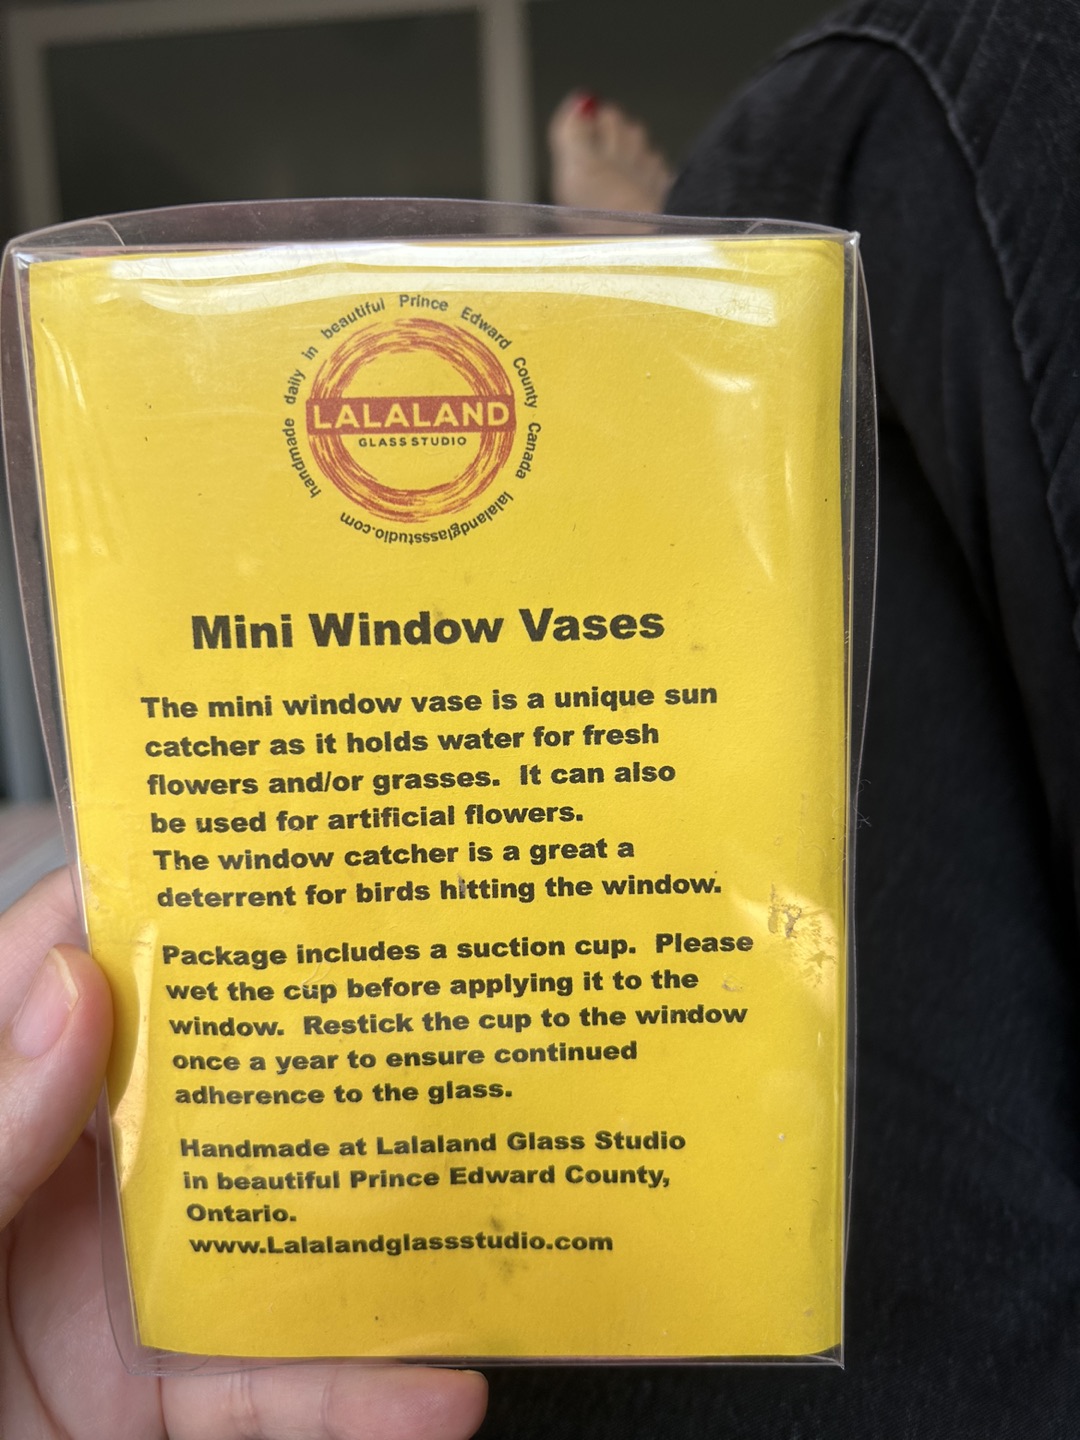 handmade daily in beautiful Prince Edward County Canada lalalandglassstudio.com
LALALAND
GLASS STUDIO
Mini Window Vases
The mini window vase is a unique sun
catcher as it holds water for fresh
flowers and/or grasses.  It can also
be used for artificial flowers.
The window catcher is a great a
deterrent for birds hitting the window.
Package includes a suction cup.  Please
wet the cup before applying it to the
window.  Restick the cup to the window
once a year to ensure continued
adherence to the glass.
Handmade at Lalaland Glass Studio
in beautiful Prince Edward County,
Ontario.
www.Lalalandglassstudio.com